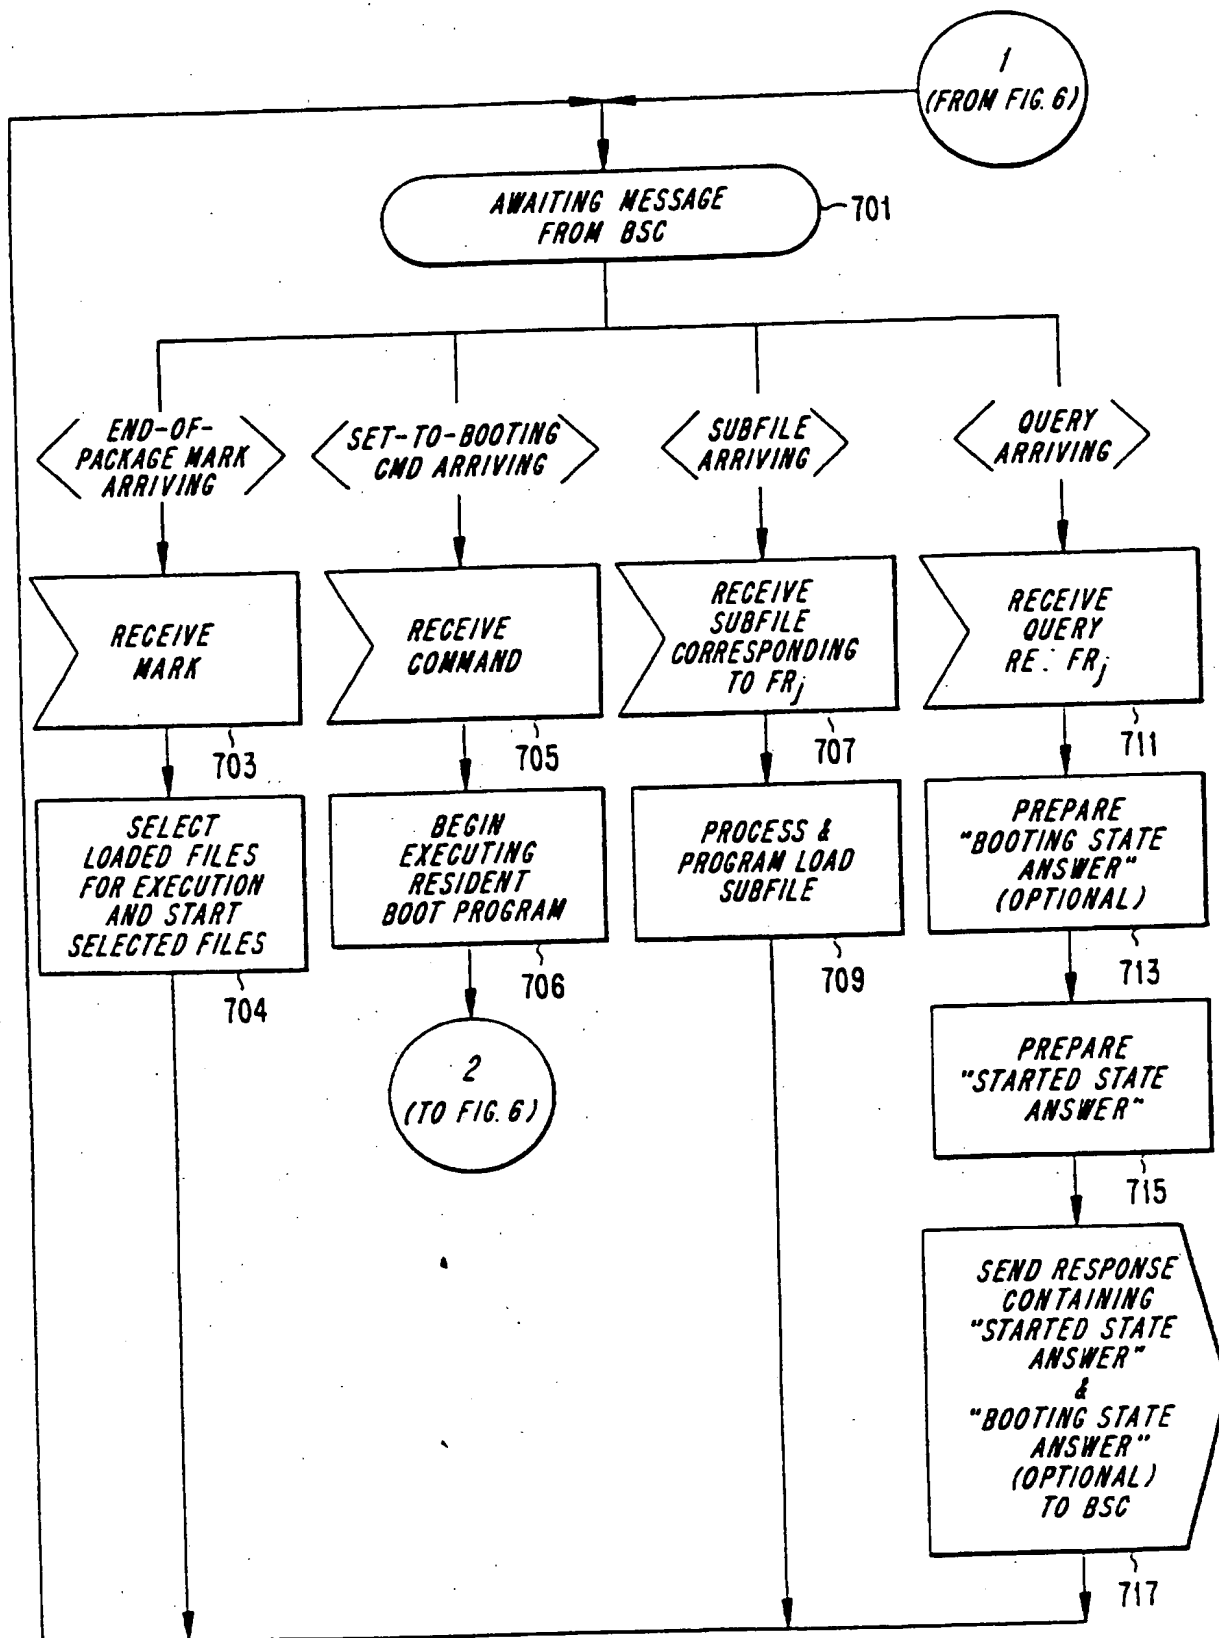 1
(FROM FIG. 6)
AWAITING MESSAGE
FROM BSC
701
END-OF-
PACKAGE MARK
ARRIVING
SET-TO-BOOTING
CMD ARRIVING
SUBFILE
ARRIVING
QUERY
ARRIVING
RECEIVE
MARK
703
RECEIVE
COMMAND
705
RECEIVE
SUBFILE
CORRESPONDING
TO FRj
707
RECEIVE
QUERY
RE: FRj
711
SELECT
LOADED FILES
FOR EXECUTION
AND START
SELECTED FILES
704
BEGIN
EXECUTING
RESIDENT
BOOT PROGRAM
706
PROCESS &
PROGRAM LOAD
SUBFILE
709
PREPARE
"BOOTING STATE
ANSWER"
(OPTIONAL)
713
2
(TO FIG. 6)
PREPARE
"STARTED STATE
ANSWER"
715
SEND RESPONSE
CONTAINING
"STARTED STATE
ANSWER"
&
"BOOTING STATE
ANSWER"
(OPTIONAL)
TO BSC
717